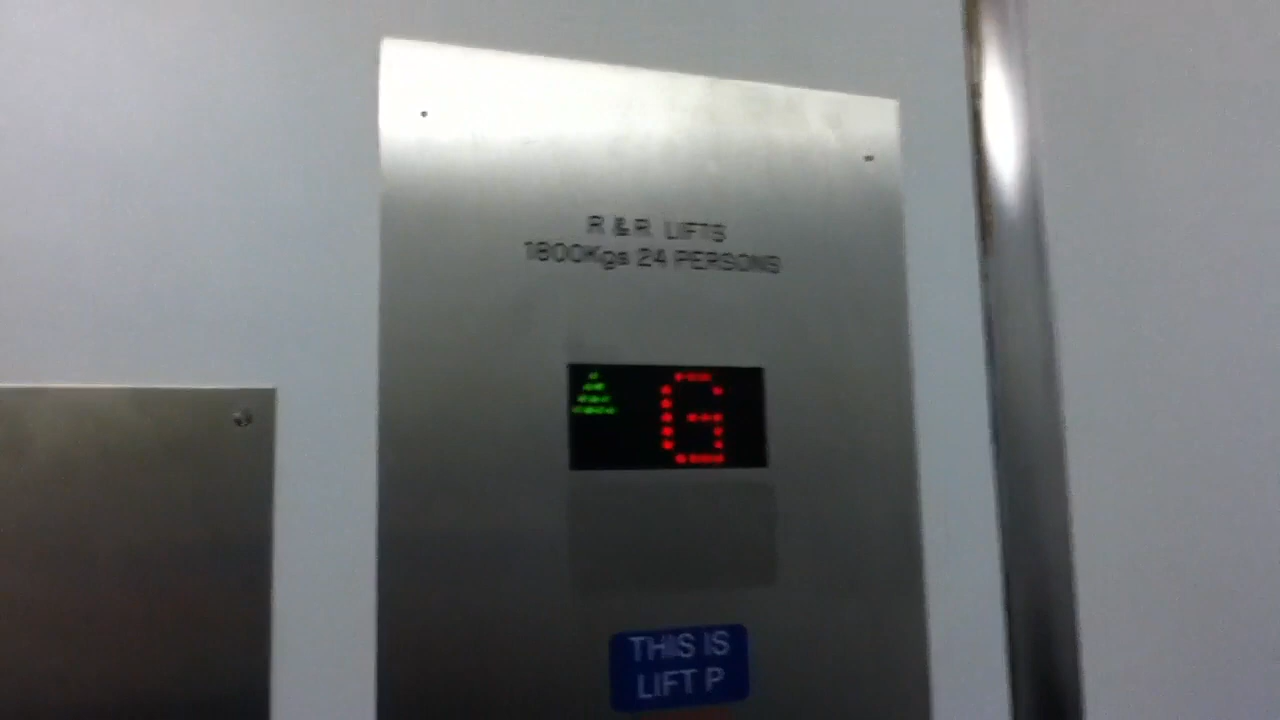 R & R LIFTS
1800Kgs 24 PERSONS
G
THIS IS
LIFT P